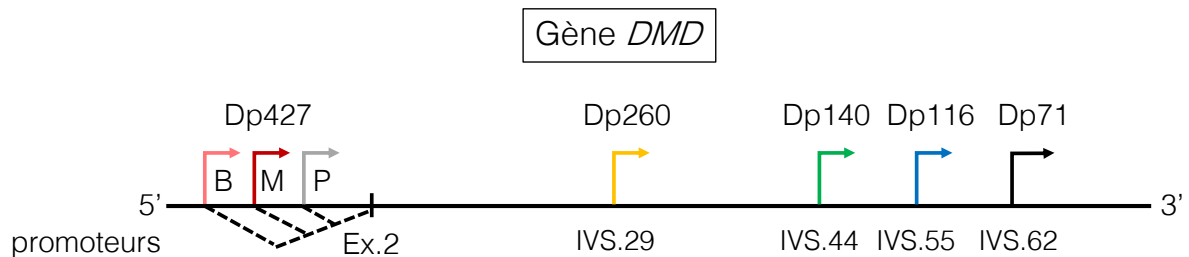 Gène DMD
Dp427 Dp260 Dp140 Dp116 Dp71
B M P
5' 3'
promoteurs Ex.2 IVS.29 IVS.44 IVS.55 IVS.62